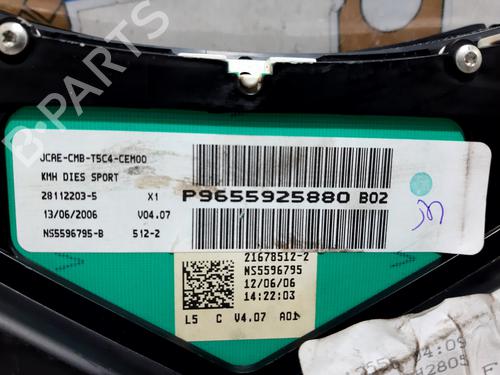 JCAE-CMB-T5C4-CEM00
KMH DIES SPORT
28112203-5 X1
13/06/2006 V04.07
NS5596795-B 512-2
P9655925880 B02
21678512-2
NS5596795
12/06/06
14:22:03
L5 C V4.07 A01